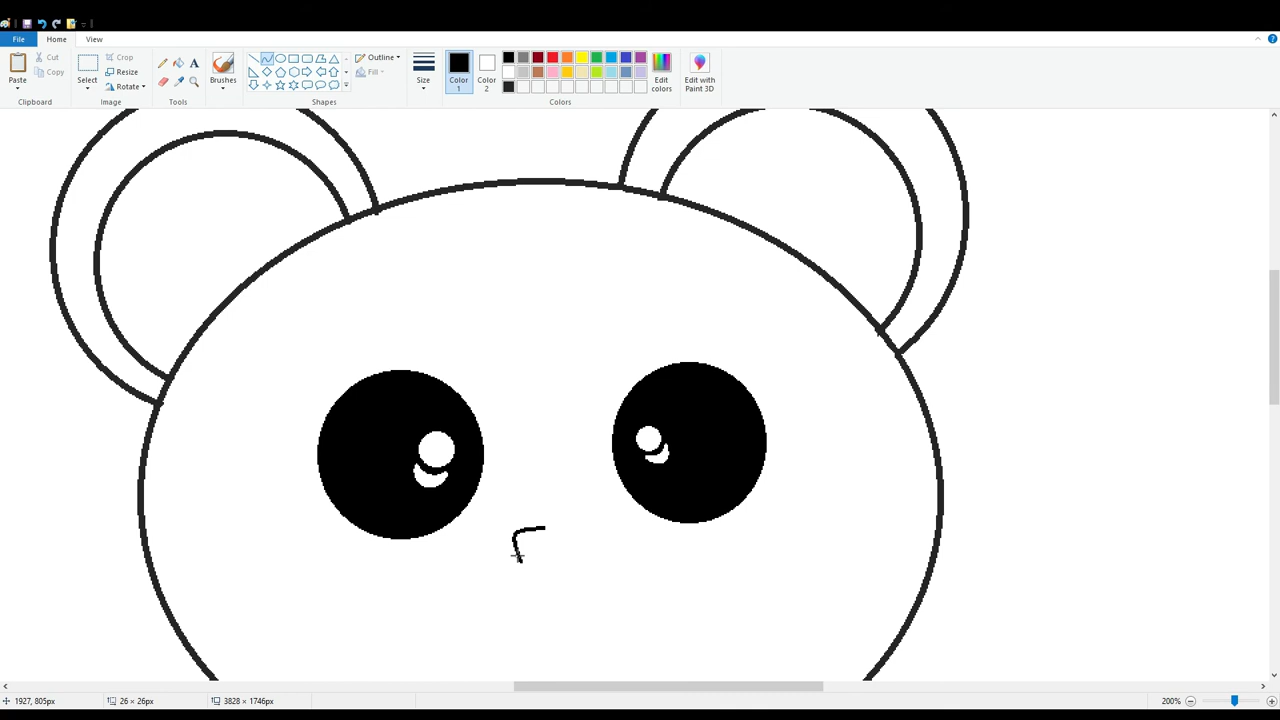 File Home View
Paste
Cut
Copy
Clipboard
Select
Crop
Resize
Rotate
Image
A
Tools
Brushes
Outline
Fill
Shapes
Size
Color
1
Color
2
Edit
colors
Colors
Edit with
Paint 3D
1927, 805px 26 × 26px 3828 × 1746px 200%